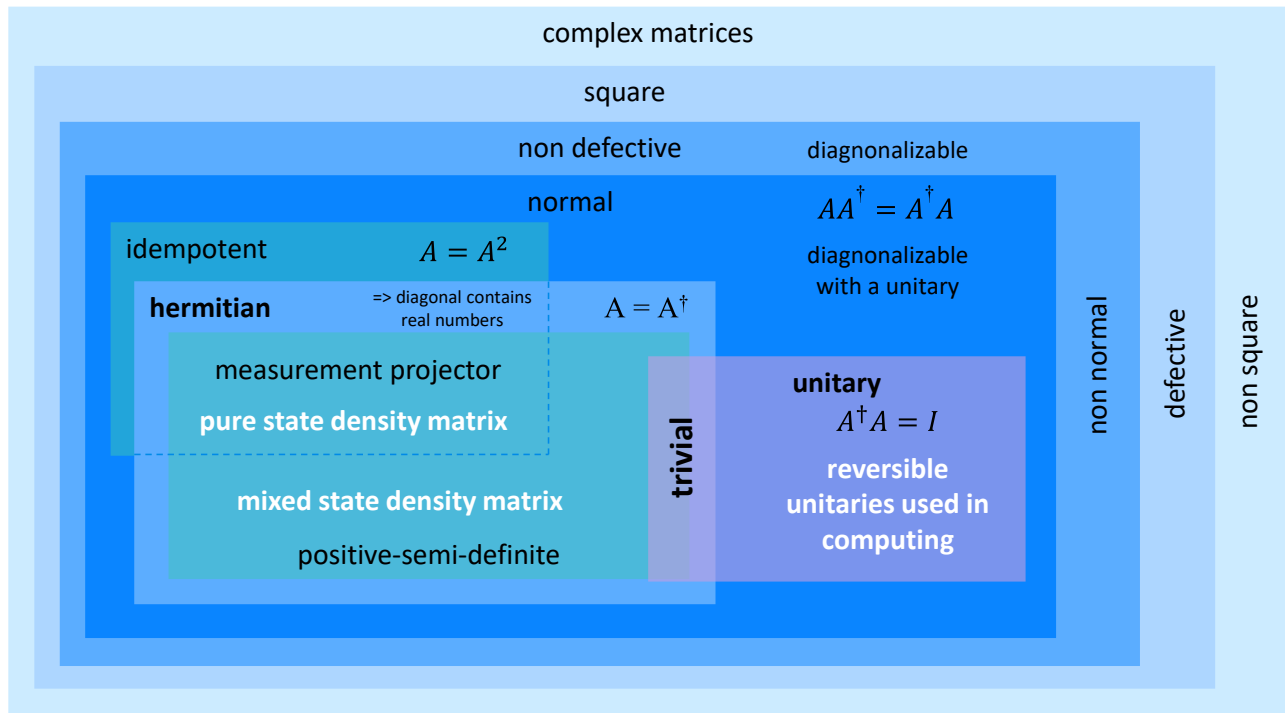 complex matrices
square
non defective
diagnonalizable
normal
AA† = A†A
idempotent
A = A²
diagnonalizable
with a unitary
hermitian
=> diagonal contains
real numbers
A = A†
measurement projector
pure state density matrix
mixed state density matrix
positive-semi-definite
trivial
unitary
A†A = I
reversible
unitaries used in
computing
non normal
defective
non square